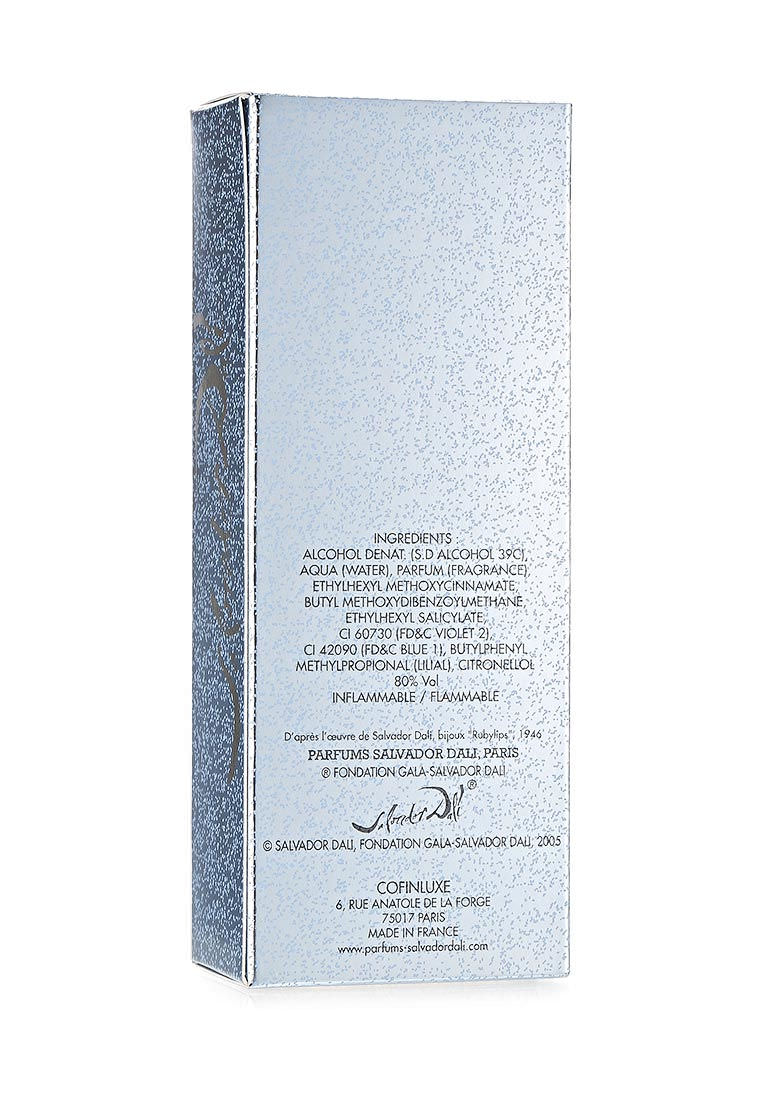 INGREDIENTS :
ALCOHOL DENAT. (S.D ALCOHOL 39C),
AQUA (WATER), PARFUM (FRAGRANCE),
ETHYLHEXYL METHOXYCINNAMATE,
BUTYL METHOXYDIBENZOYLMETHANE,
ETHYLHEXYL SALICYLATE,
CI 60730 (FD&C VIOLET 2),
CI 42090 (FD&C BLUE 1), BUTYLPHENYL
METHYLPROPIONAL (LILIAL), CITRONELLOL
80% Vol
INFLAMMABLE / FLAMMABLE
D'après l'œuvre de Salvador Dali, bijoux "Rubylips", 1946
PARFUMS SALVADOR DALI, PARIS
® FONDATION GALA-SALVADOR DALI
Salvador Dali ®
© SALVADOR DALI, FONDATION GALA-SALVADOR DALI, 2005
COFINLUXE
6, RUE ANATOLE DE LA FORGE
75017 PARIS
MADE IN FRANCE
www.parfums-salvadordali.com